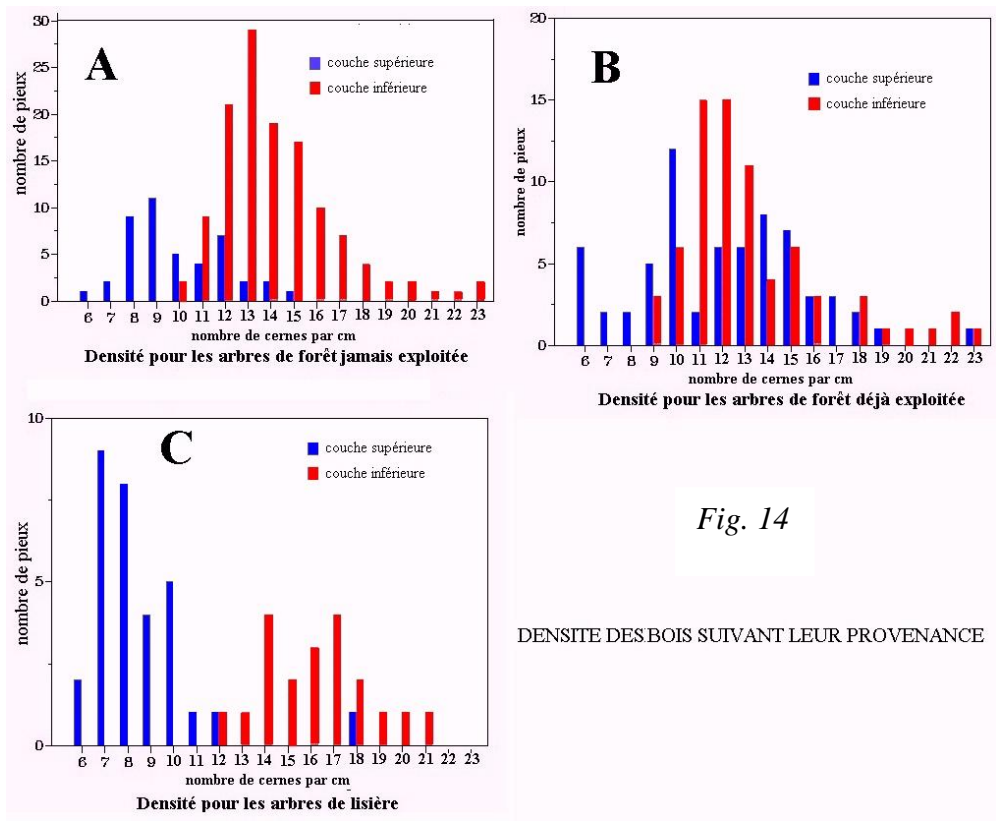 A
couche supérieure
couche inférieure
nombre de pieux
30
25
20
15
10
5
0
6 7 8 9 10 11 12 13 14 15 16 17 18 19 20 21 22 23
nombre de cernes par cm
Densité pour les arbres de forêt jamais exploitée
B
couche supérieure
couche inférieure
nombre de pieux
20
15
10
5
0
6 7 8 9 10 11 12 13 14 15 16 17 18 19 20 21 22 23
nombre de cernes par cm
Densité pour les arbres de forêt déjà exploitée
C
couche supérieure
couche inférieure
nombre de pieux
10
5
0
6 7 8 9 10 11 12 13 14 15 16 17 18 19 20 21 22 23
nombre de cernes par cm
Densité pour les arbres de lisière
Fig. 14
DENSITE DES BOIS SUIVANT LEUR PROVENANCE